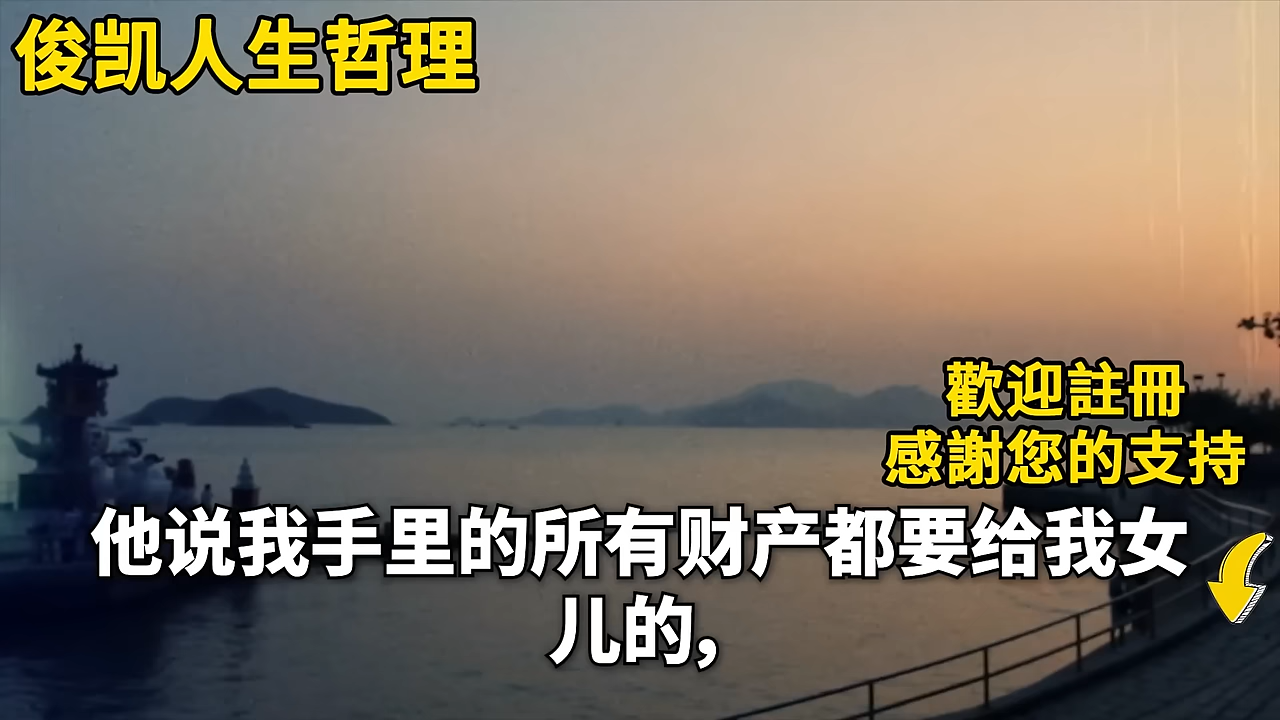 俊凯人生哲理
歡迎註冊
感謝您的支持
他说我手里的所有财产都要给我女
儿的,